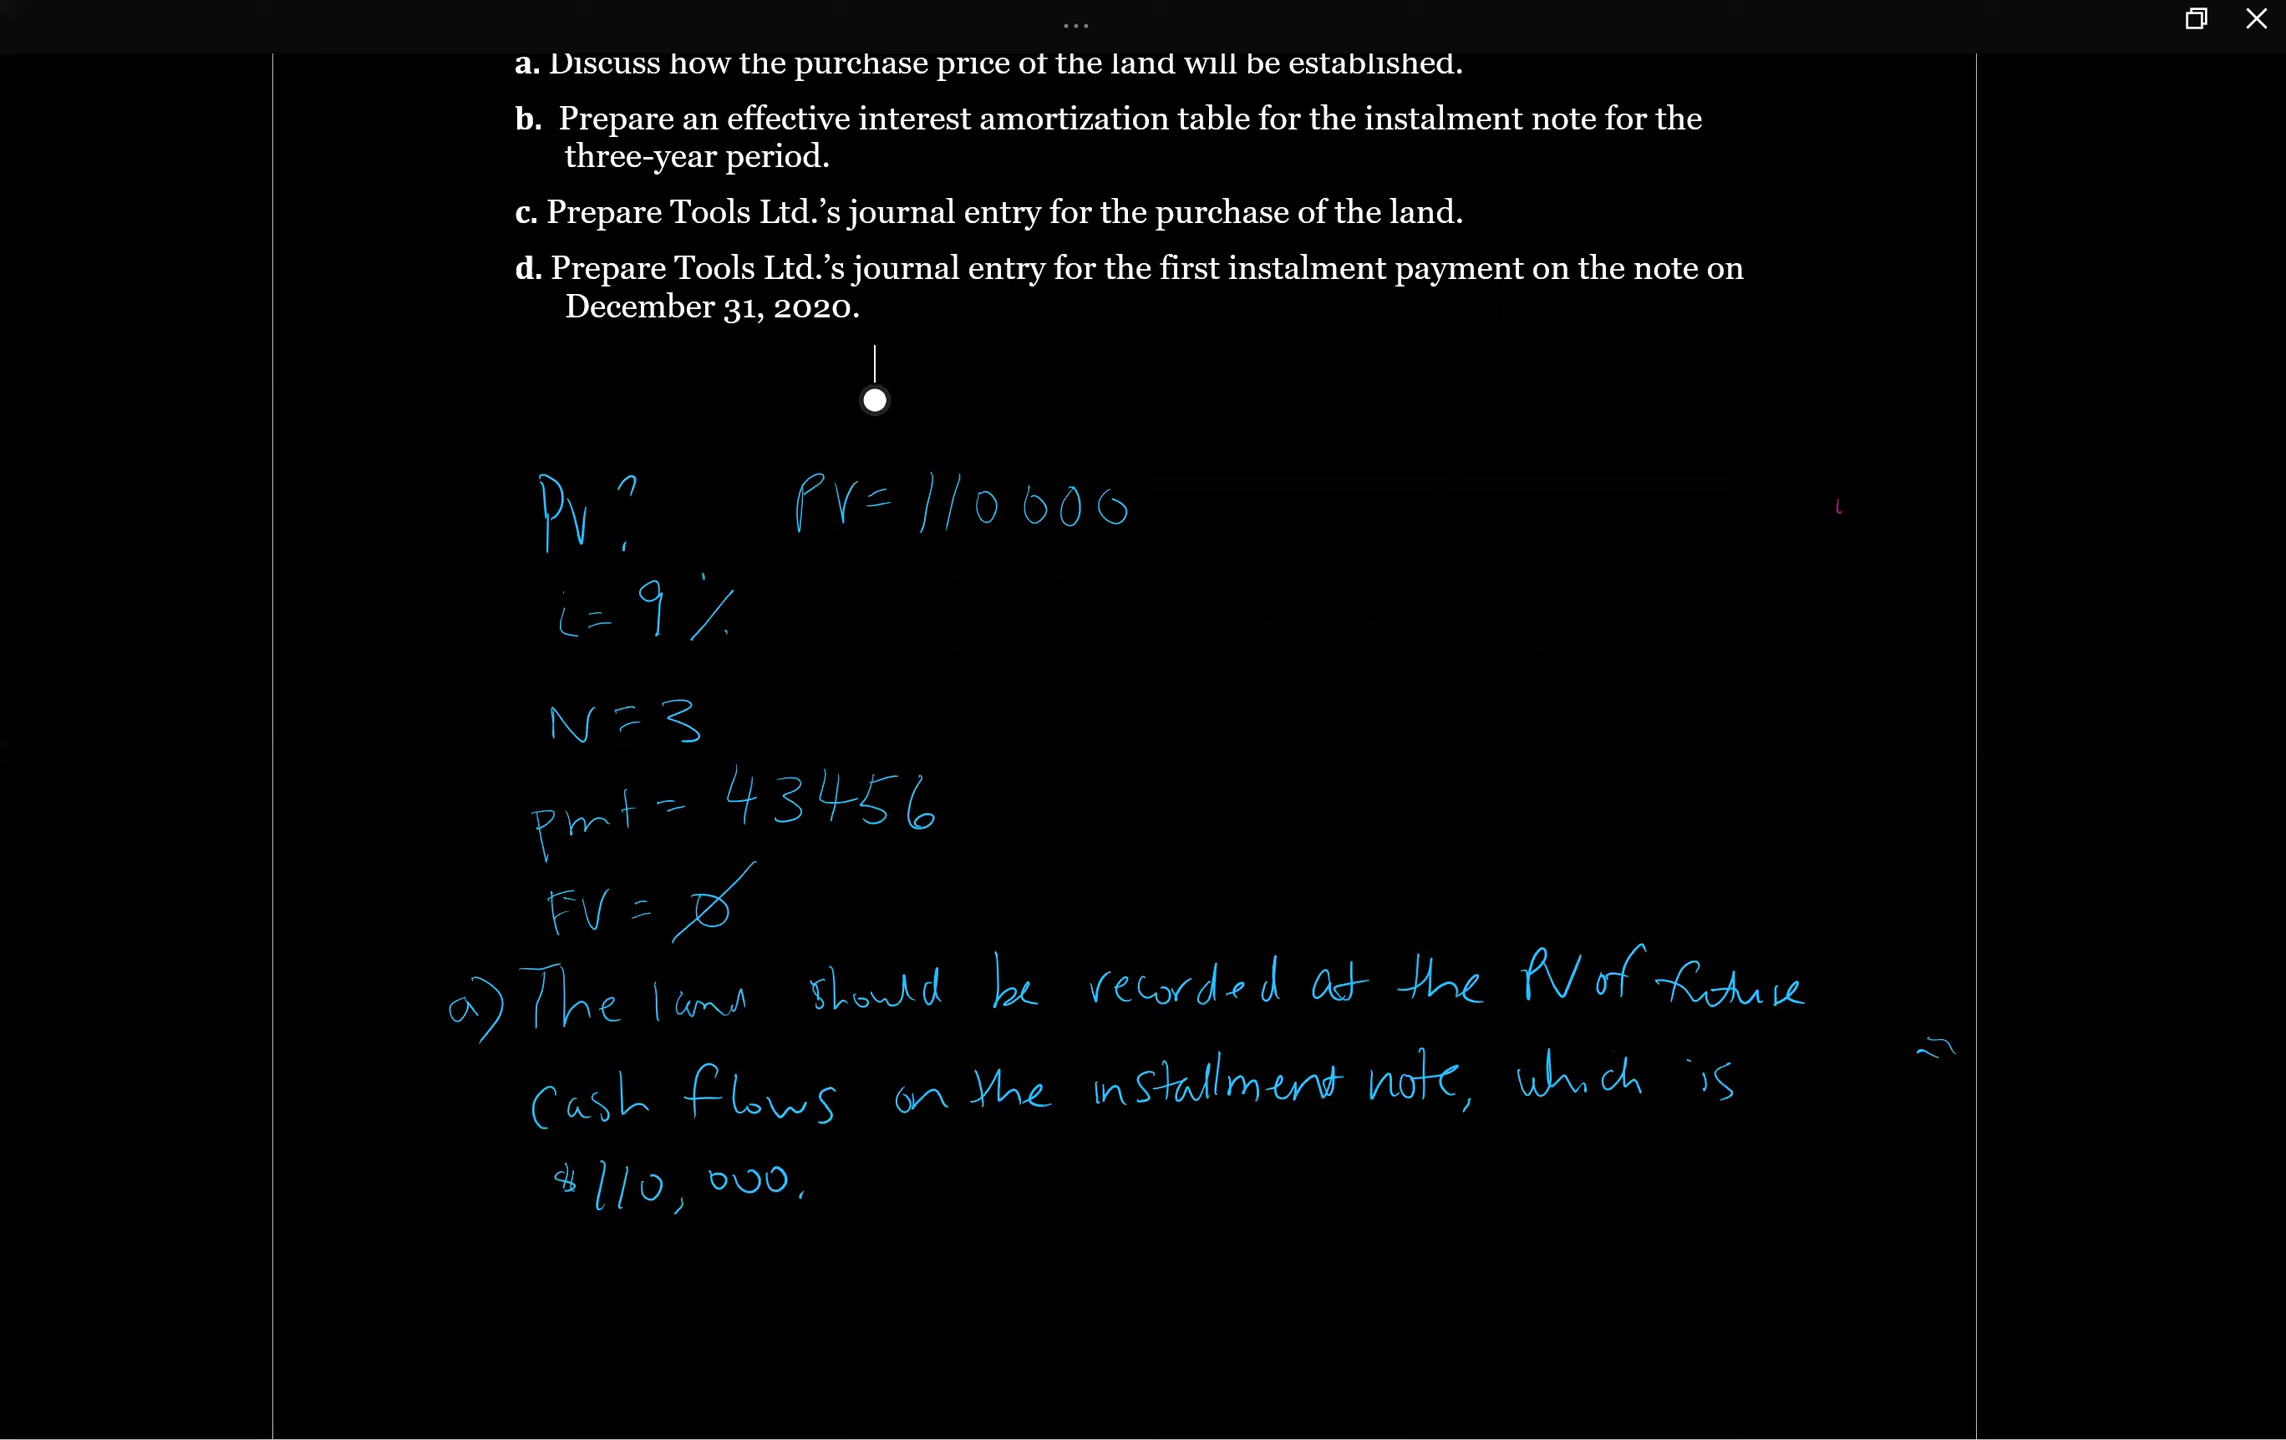 a. Discuss how the purchase price of the land will be established.
b. Prepare an effective interest amortization table for the instalment note for the
three-year period.
c. Prepare Tools Ltd.’s journal entry for the purchase of the land.
d. Prepare Tools Ltd.’s journal entry for the first instalment payment on the note on
December 31, 2020.
PV? PV = 110 000
i = 9%
N = 3
pmt = 43456
FV = Ø
a) The land should be recorded at the PV of future
cash flows on the installment note, which is
$110,000.